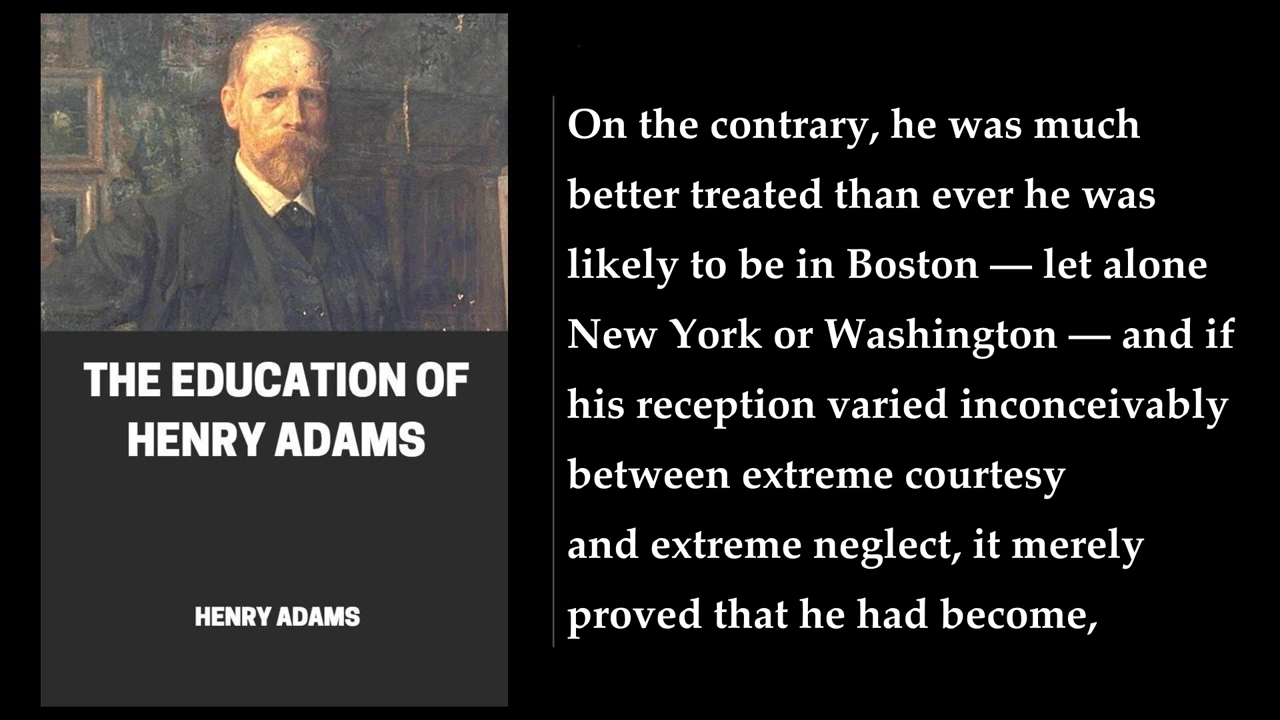 THE EDUCATION OF
HENRY ADAMS
HENRY ADAMS
On the contrary, he was much
better treated than ever he was
likely to be in Boston — let alone
New York or Washington — and if
his reception varied inconceivably
between extreme courtesy
and extreme neglect, it merely
proved that he had become,